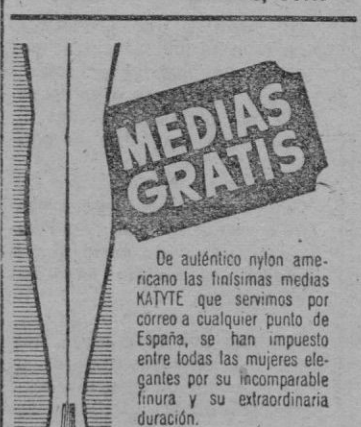 MEDIAS
GRATIS
De auténtico nylon ame-
ricano las finísimas medias
KATYTE que servimos por
correo a cualquier punto de
España, se han impuesto
entre todas las mujeres ele-
gantes por su incomparable
finura y su extraordinaria
duración.